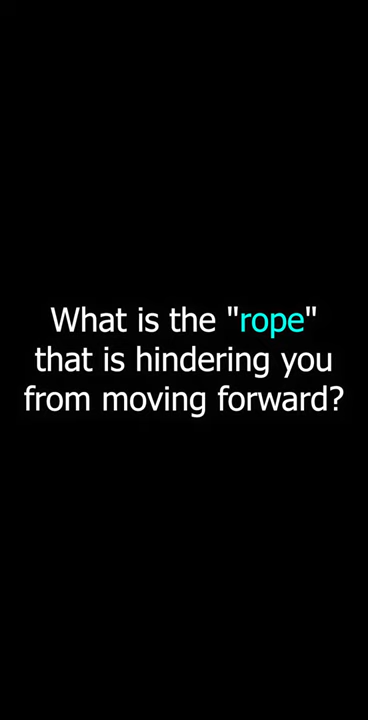 What is the "rope"
that is hindering you
from moving forward?